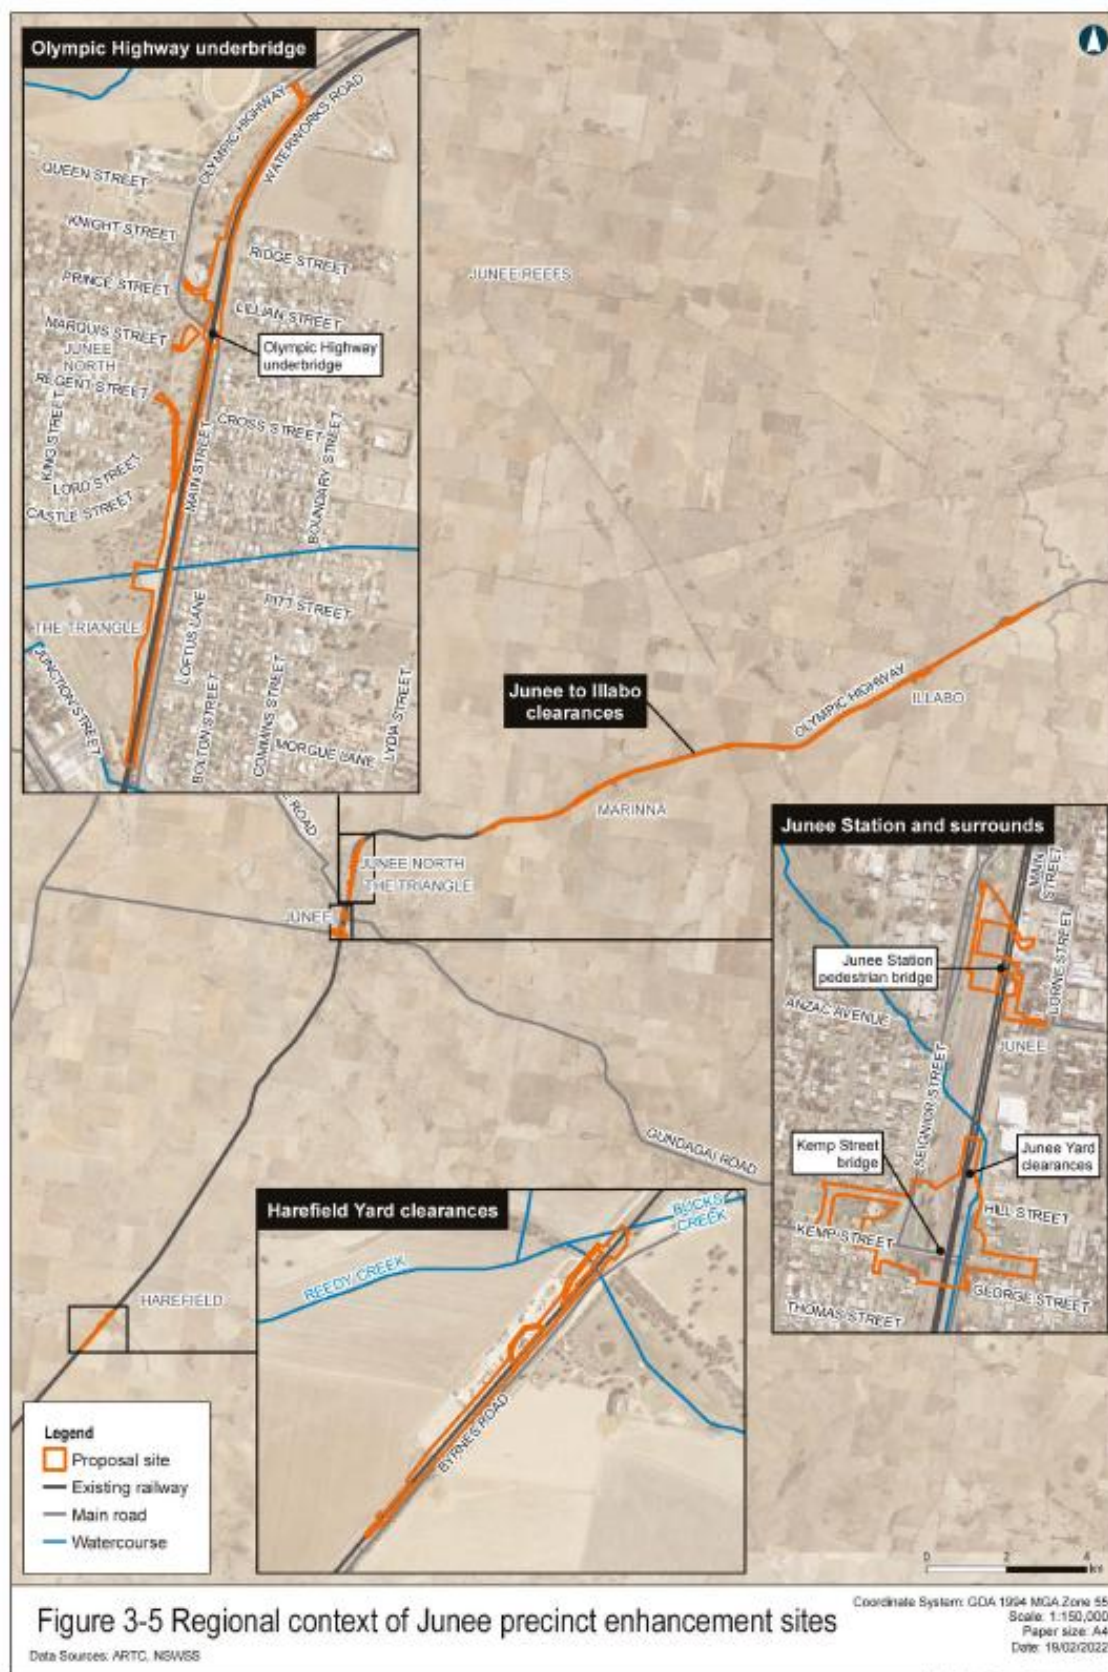 Olympic Highway underbridge
OLYMPIC HIGHWAY
WATERWORKS ROAD
QUEEN STREET
KNIGHT STREET
RIDGE STREET
PRINCE STREET
LILLIAN STREET
MARQUIS STREET
JUNEE
NORTH
Olympic Highway
underbridge
REGENT STREET
KING STREET
CROSS STREET
MAIN STREET
BOUNDARY STREET
LORD STREET
CASTLE STREET
PITT STREET
THE TRIANGLE
LOFTUS LANE
JUNCTION STREET
BOLTON STREET
COMMINS STREET
MORGUE LANE
LYDIA STREET
JUNEE REEFS
Junee to Illabo
clearances
OLYMPIC HIGHWAY
ILLABO
MARINNA
ROAD
JUNEE NORTH
THE TRIANGLE
JUNEE
Junee Station and surrounds
MAIN
STREET
LORNE STREET
Junee Station
pedestrian bridge
ANZAC AVENUE
JUNEE
SEIGNIOR STREET
Kemp Street
bridge
Junee Yard
clearances
HILL STREET
KEMP STREET
GEORGE STREET
THOMAS STREET
GUNDAGAI ROAD
Harefield Yard clearances
BUCKS
CREEK
REEDY CREEK
BYRNES ROAD
HAREFIELD
Legend
Proposal site
Existing railway
Main road
Watercourse
0 2 4
km
Figure 3-5 Regional context of Junee precinct enhancement sites
Data Sources: ARTC, NSWSS
Coordinate System: GDA 1994 MGA Zone 55
Scale: 1:150,000
Paper size: A4
Date: 19/02/2022